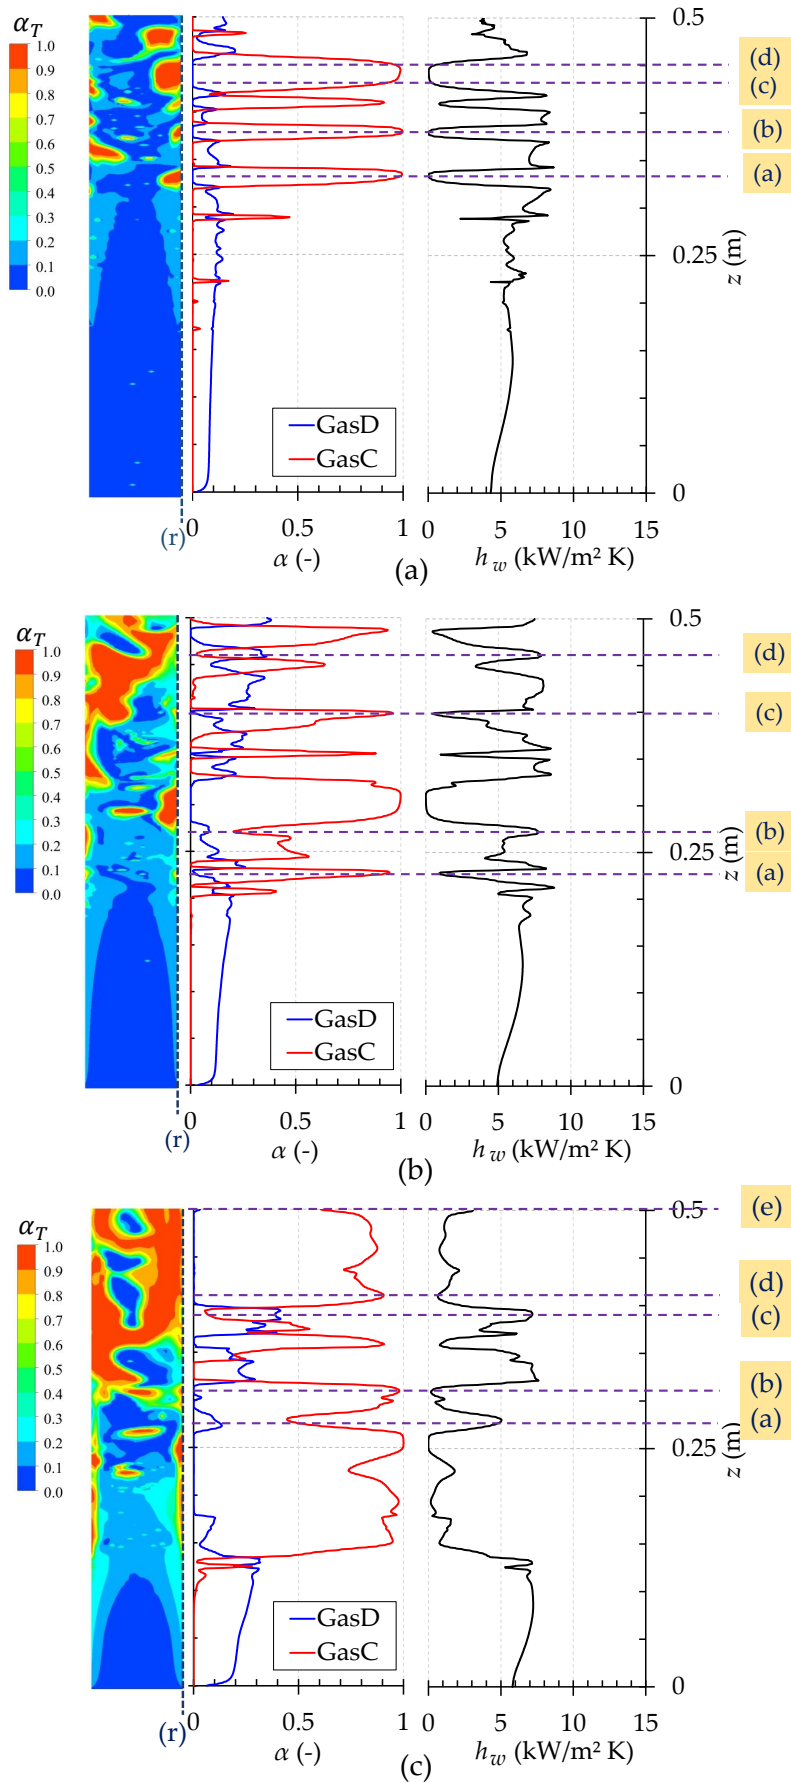 α_T
1.0
0.9
0.8
0.7
0.6
0.5
0.4
0.3
0.2
0.1
0.0
GasD
GasC
(r)
0 0.5 1
α (-)
0 5 10 15
h_w (kW/m² K)
0.5
0.25
0
z (m)
(d)
(c)
(b)
(a)
(a)
α_T
1.0
0.9
0.8
0.7
0.6
0.5
0.4
0.3
0.2
0.1
0.0
GasD
GasC
(r)
0 0.5 1
α (-)
0 5 10 15
h_w (kW/m² K)
0.5
0.25
0
z (m)
(d)
(c)
(b)
(a)
(b)
α_T
1.0
0.9
0.8
0.7
0.6
0.5
0.4
0.3
0.2
0.1
0.0
GasD
GasC
(r)
0 0.5 1
α (-)
0 5 10 15
h_w (kW/m² K)
0.5
0.25
0
z (m)
(e)
(d)
(c)
(b)
(a)
(c)